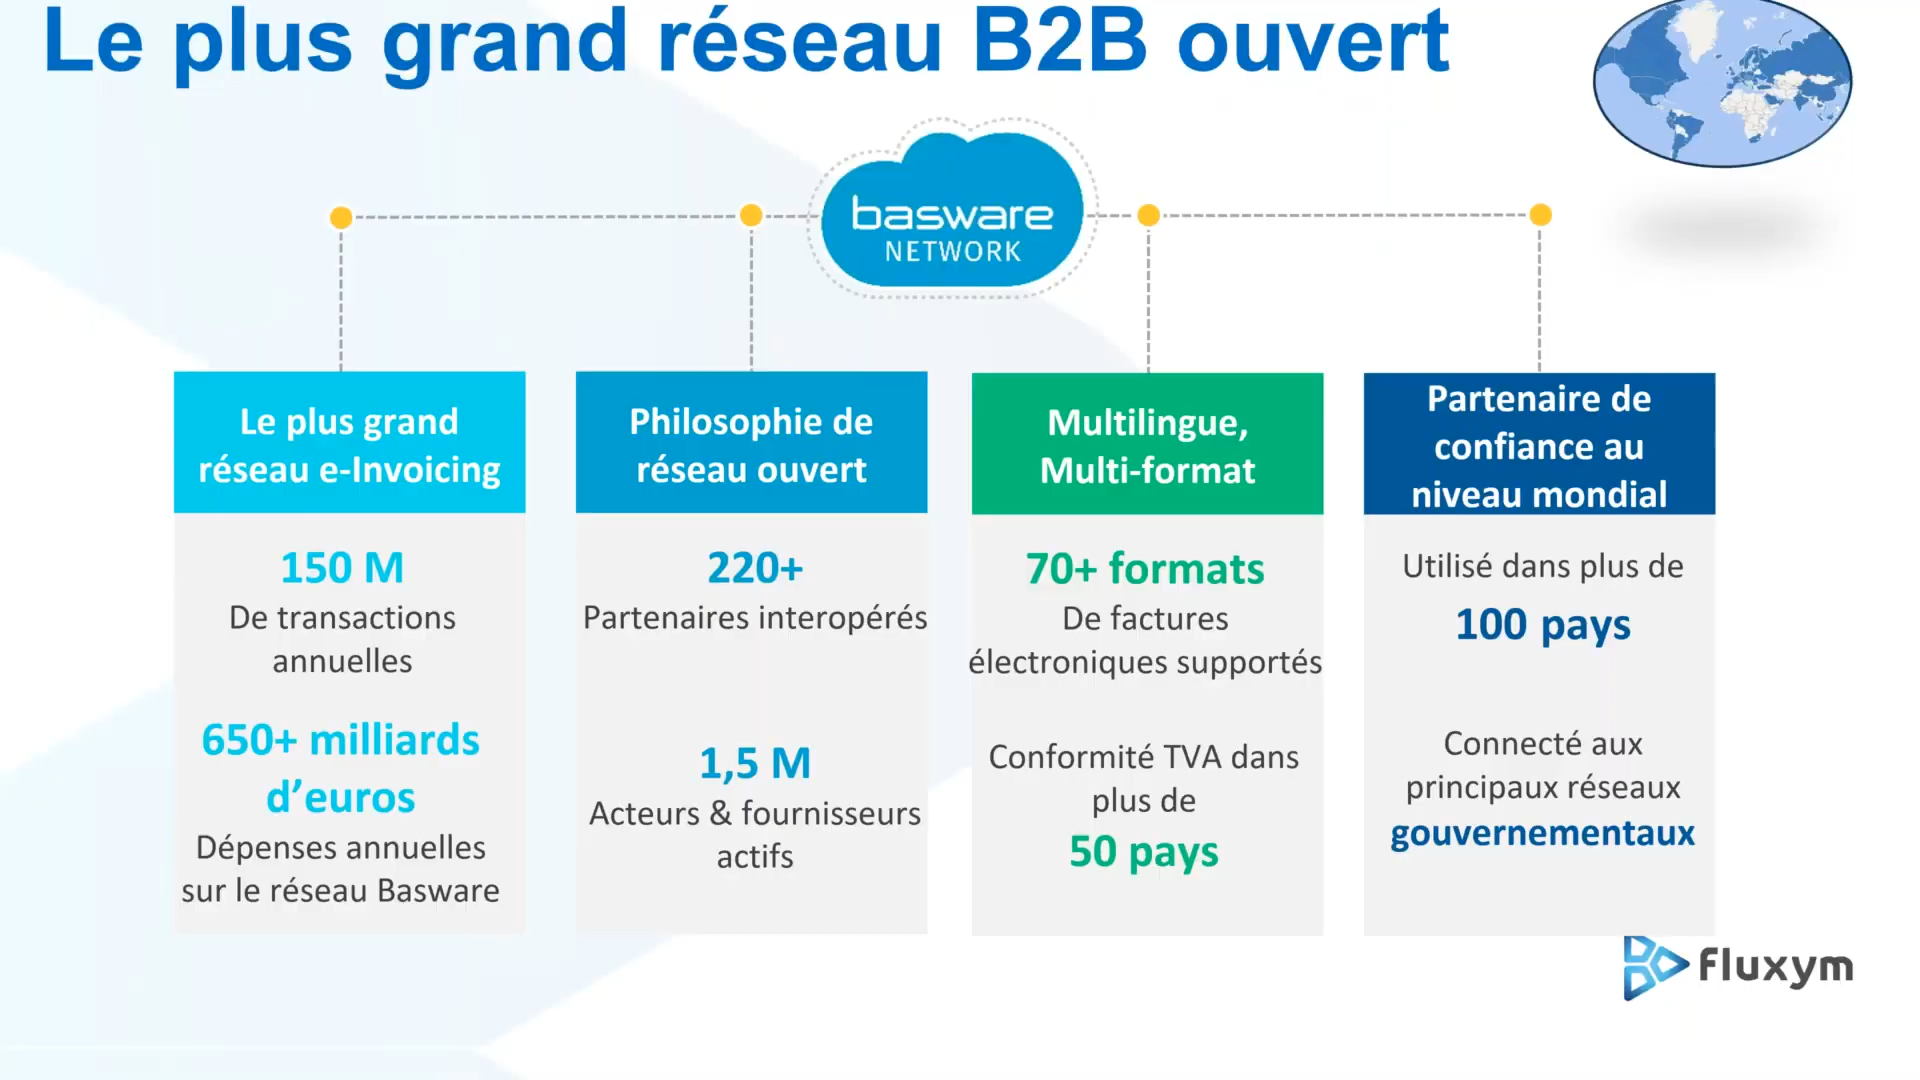 Le plus grand réseau B2B ouvert
basware
NETWORK
Le plus grand
réseau e-Invoicing
150 M
De transactions
annuelles
650+ milliards
d’euros
Dépenses annuelles
sur le réseau Basware
Philosophie de
réseau ouvert
220+
Partenaires interopérés
1,5 M
Acteurs & fournisseurs
actifs
Multilingue,
Multi-format
70+ formats
De factures
électroniques supportés
Conformité TVA dans
plus de
50 pays
Partenaire de
confiance au
niveau mondial
Utilisé dans plus de
100 pays
Connecté aux
principaux réseaux
gouvernementaux
fluxym